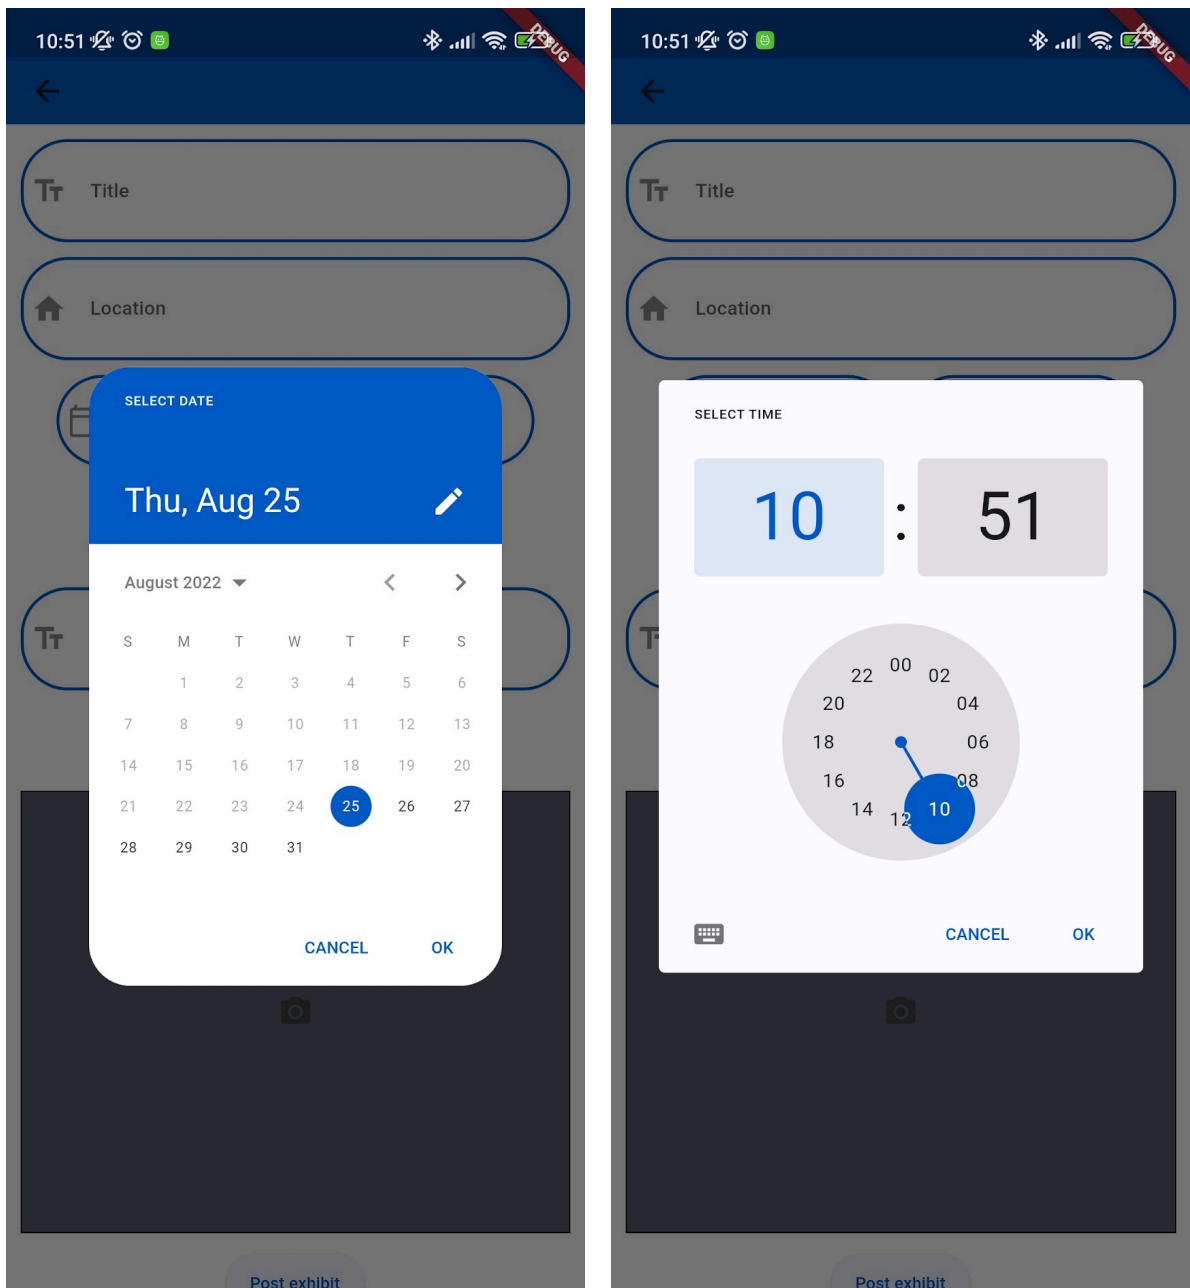 10:51
DEBUG
Title
Location
SELECT DATE
Thu, Aug 25
August 2022
S M T W T F S
1 2 3 4 5 6
7 8 9 10 11 12 13
14 15 16 17 18 19 20
21 22 23 24 25 26 27
28 29 30 31
CANCEL OK
Post exhibit
10:51
DEBUG
Title
Location
SELECT TIME
10 : 51
00
22 02
20 04
18 06
16 08
14 10
12
CANCEL OK
Post exhibit